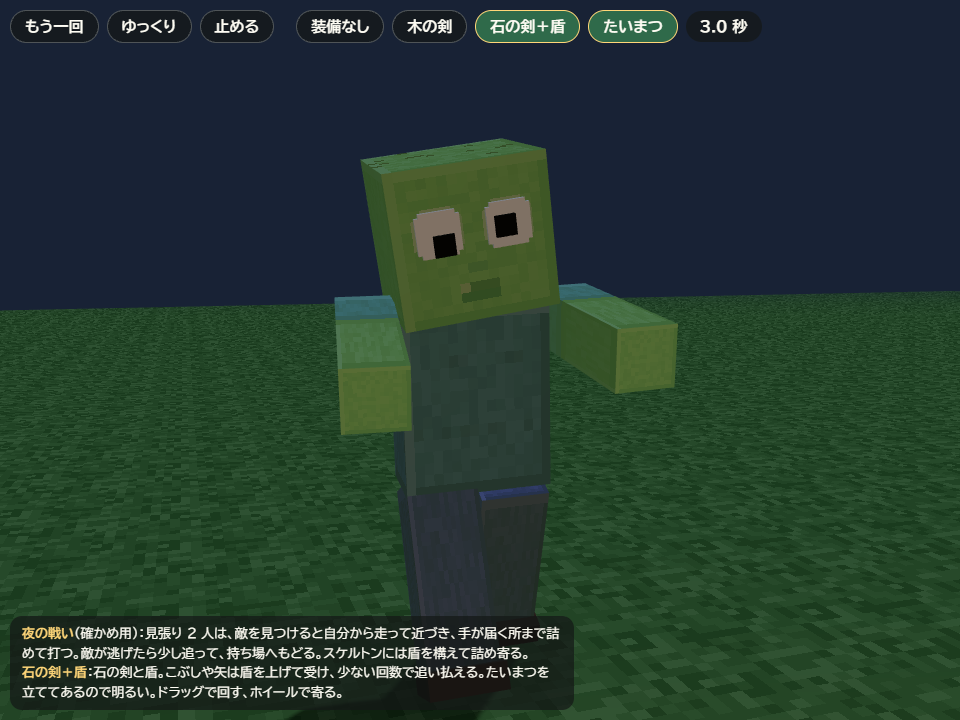 もう一回 ゆっくり 止める 装備なし 木の剣 石の剣＋盾 たいまつ 3.0 秒
夜の戦い（確かめ用）：見張り 2 人は、敵を見つけると自分から走って近づき、手が届く所まで詰
めて打つ。敵が逃げたら少し追って、持ち場へもどる。スケルトンには盾を構えて詰め寄る。
石の剣＋盾：石の剣と盾。こぶしや矢は盾を上げて受け、少ない回数で追い払える。たいまつを
立ててあるので明るい。ドラッグで回す、ホイールで寄る。